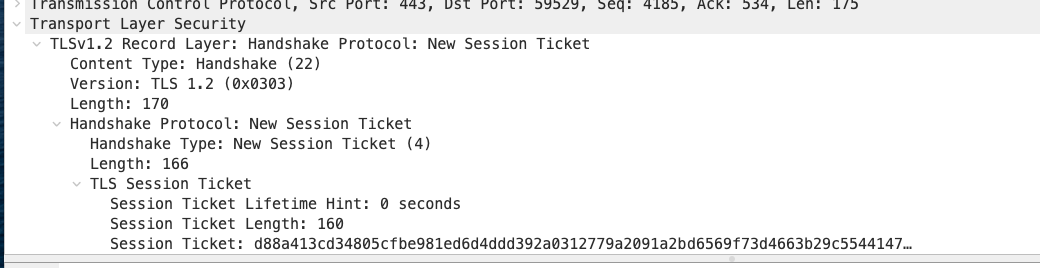 Transmission Control Protocol, Src Port: 443, Dst Port: 59529, Seq: 4185, Ack: 534, Len: 175
Transport Layer Security
TLSv1.2 Record Layer: Handshake Protocol: New Session Ticket
Content Type: Handshake (22)
Version: TLS 1.2 (0x0303)
Length: 170
Handshake Protocol: New Session Ticket
Handshake Type: New Session Ticket (4)
Length: 166
TLS Session Ticket
Session Ticket Lifetime Hint: 0 seconds
Session Ticket Length: 160
Session Ticket: d88a413cd34805cfbe981ed6d4ddd392a0312779a2091a2bd6569f73d4663b29c5544147…